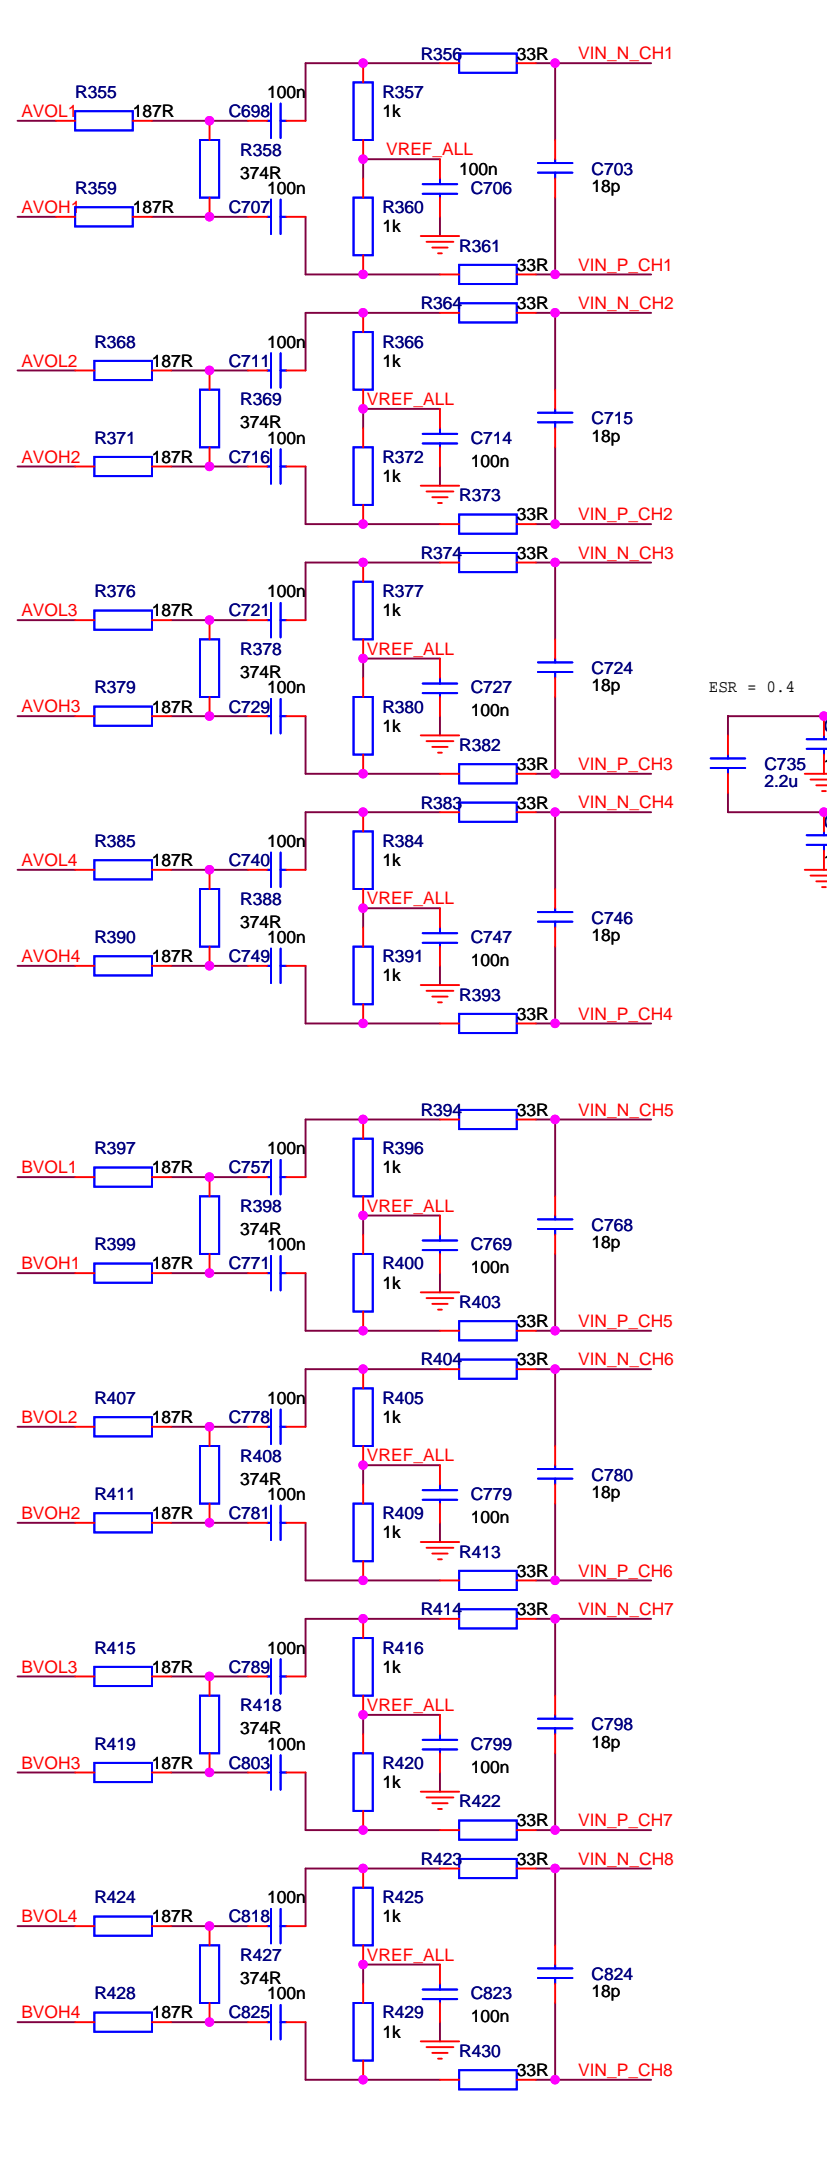 R356 33R VIN_N_CH1
R355 100n R357
AVOL1 187R C698 1k
R358 VREF_ALL
374R 100n C703
R359 100n C706 18p
AVOH1 187R C707 R360
1k
R361
33R VIN_P_CH1
R364 33R VIN_N_CH2
R368 100n R366
AVOL2 187R C711 1k
R369 VREF_ALL
374R C714 C715
R371 100n 100n 18p
AVOH2 187R C716 R372
1k
R373
33R VIN_P_CH2
R374 33R VIN_N_CH3
R376 100n R377
AVOL3 187R C721 1k
R378 VREF_ALL
374R C727 C724
R379 100n 100n 18p
AVOH3 187R C729 R380
1k
R382
33R VIN_P_CH3
ESR = 0.4
C735
2.2u
R383 33R VIN_N_CH4
R385 100n R384
AVOL4 187R C740 1k
R388 VREF_ALL
374R C747 C746
R390 100n 100n 18p
AVOH4 187R C749 R391
1k
R393
33R VIN_P_CH4
R394 33R VIN_N_CH5
R397 100n R396
BVOL1 187R C757 1k
R398 VREF_ALL
374R C769 C768
R399 100n 100n 18p
BVOH1 187R C771 R400
1k
R403
33R VIN_P_CH5
R404 33R VIN_N_CH6
R407 100n R405
BVOL2 187R C778 1k
R408 VREF_ALL
374R C779 C780
R411 100n 100n 18p
BVOH2 187R C781 R409
1k
R413
33R VIN_P_CH6
R414 33R VIN_N_CH7
R415 100n R416
BVOL3 187R C789 1k
R418 VREF_ALL
374R C799 C798
R419 100n 100n 18p
BVOH3 187R C803 R420
1k
R422
33R VIN_P_CH7
R423 33R VIN_N_CH8
R424 100n R425
BVOL4 187R C818 1k
R427 VREF_ALL
374R C823 C824
R428 100n 100n 18p
BVOH4 187R C825 R429
1k
R430
33R VIN_P_CH8